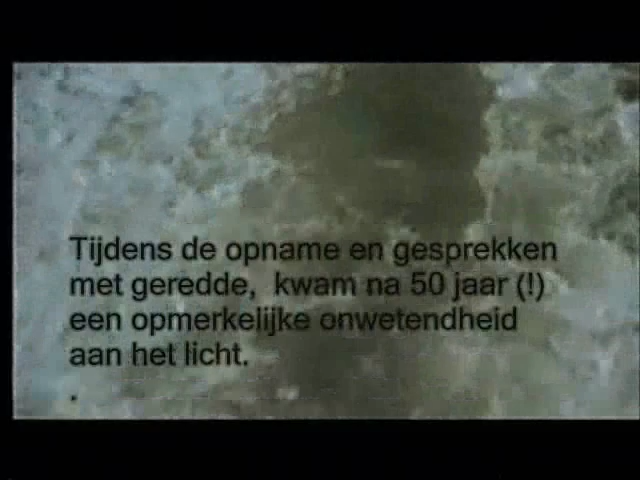 Tijdens de opname en gesprekken
met geredde, kwam na 50 jaar (!)
een opmerkelijke onwetendheid
aan het licht.
.